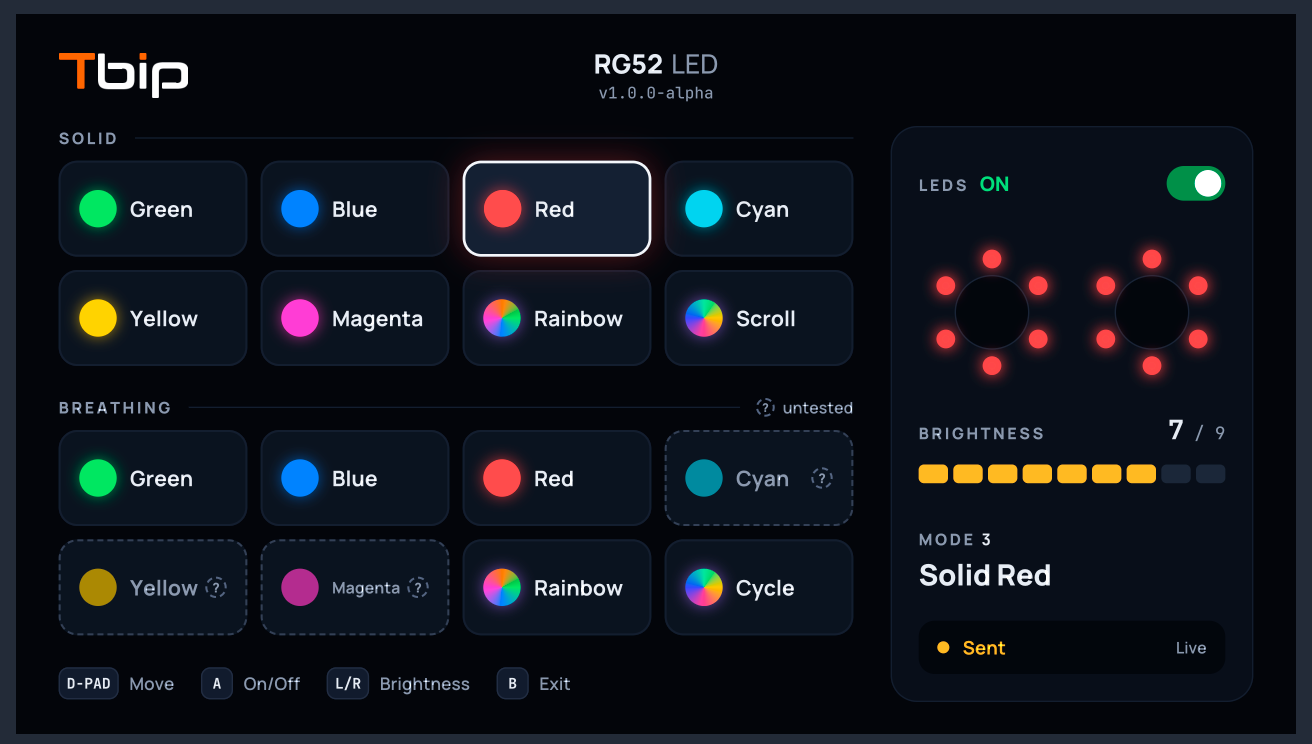 Tbip
RG52 LED
v1.0.0-alpha
SOLID
Green
Blue
Red
Cyan
Yellow
Magenta
Rainbow
Scroll
BREATHING
? untested
Green
Blue
Red
Cyan ?
Yellow ?
Magenta ?
Rainbow
Cycle
D-PAD Move A On/Off L/R Brightness B Exit
LEDS ON
BRIGHTNESS 7 / 9
MODE 3
Solid Red
Sent Live